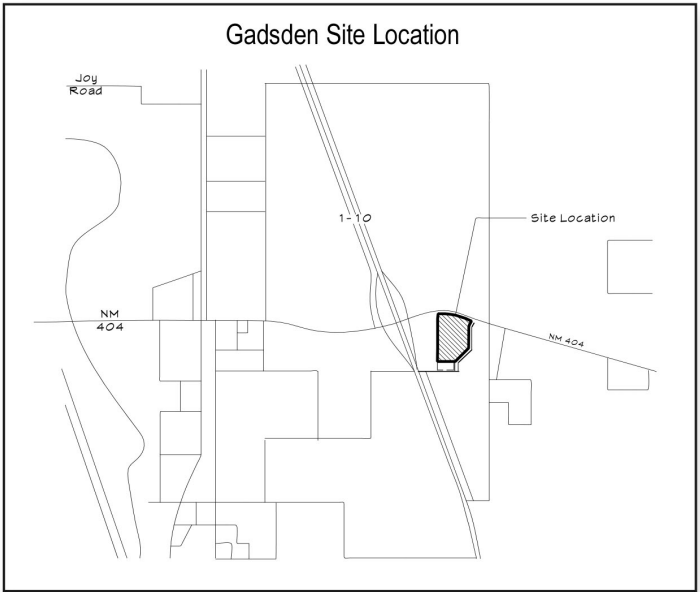 Gadsden Site Location
Joy
Road
1-10
Site Location
NM
404
NM 404